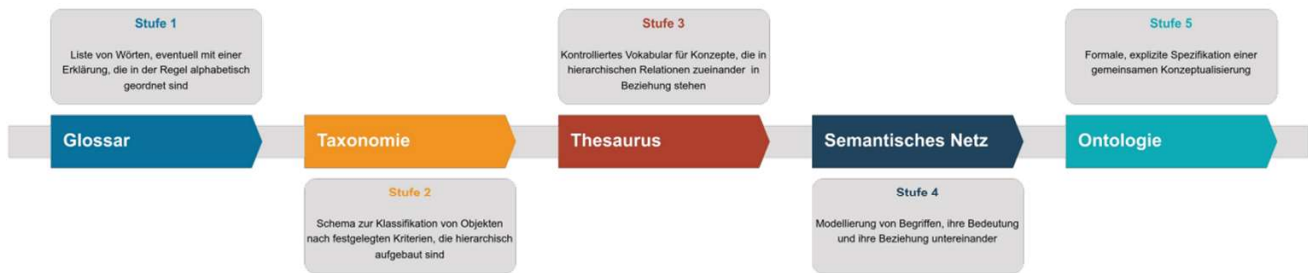 Stufe 1
Liste von Wörten, eventuell mit einer
Erklärung, die in der Regel alphabetisch
geordnet sind
Glossar
Taxonomie
Stufe 2
Schema zur Klassifikation von Objekten
nach festgelegten Kriterien, die hierarchisch
aufgebaut sind
Stufe 3
Kontrolliertes Vokabular für Konzepte, die in
hierarchischen Relationen zueinander in
Beziehung stehen
Thesaurus
Semantisches Netz
Stufe 4
Modellierung von Begriffen, ihre Bedeutung
und ihre Beziehung untereinander
Stufe 5
Formale, explizite Spezifikation einer
gemeinsamen Konzeptualisierung
Ontologie